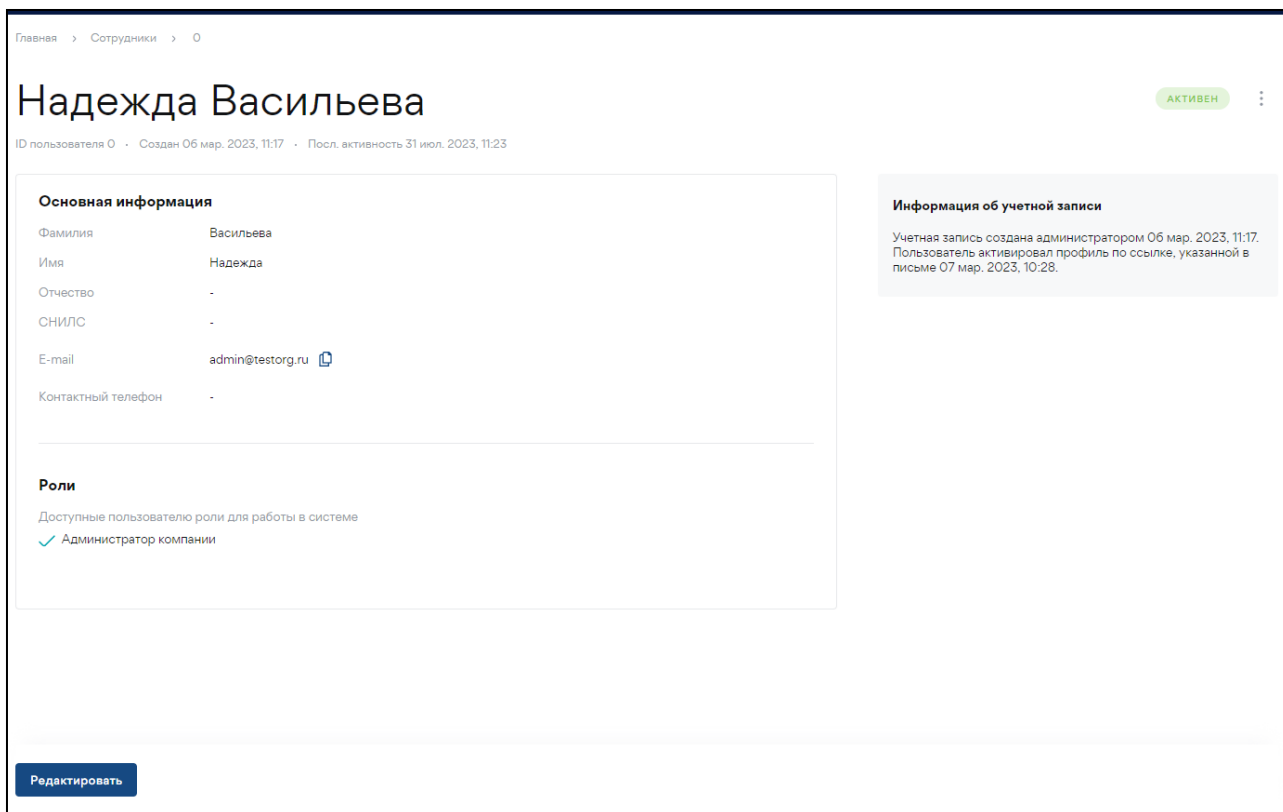 Главная > Сотрудники > 0
Надежда Васильева
АКТИВЕН
ID пользователя 0 • Создан 06 мар. 2023, 11:17 • Посл. активность 31 июл. 2023, 11:23
Основная информация
Фамилия Васильева
Имя Надежда
Отчество -
СНИЛС -
E-mail admin@testorg.ru
Контактный телефон -
Роли
Доступные пользователю роли для работы в системе
Администратор компании
Информация об учетной записи
Учетная запись создана администратором 06 мар. 2023, 11:17.
Пользователь активировал профиль по ссылке, указанной в
письме 07 мар. 2023, 10:28.
Редактировать